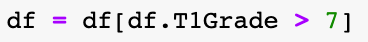 df = df[df.T1Grade > 7]